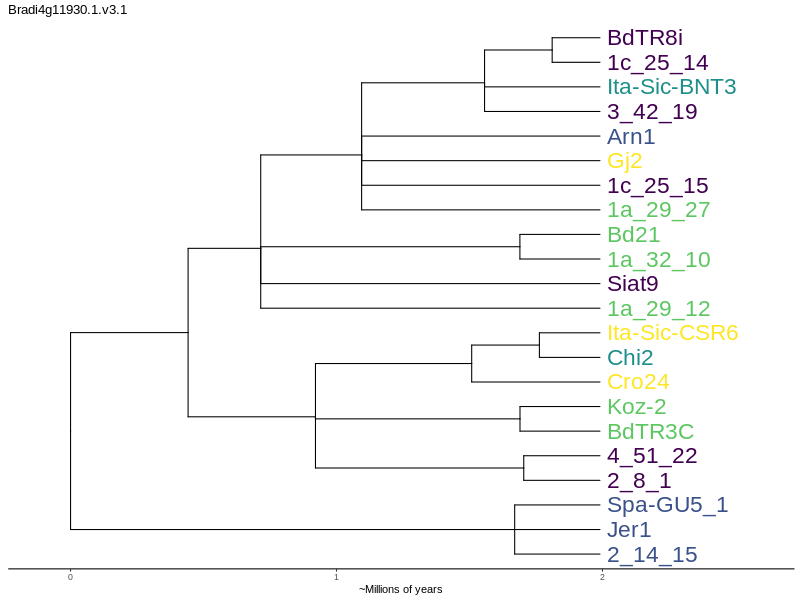 Bradi4g11930.1.v3.1
BdTR8i
1c_25_14
Ita-Sic-BNT3
3_42_19
Arn1
Gj2
1c_25_15
1a_29_27
Bd21
1a_32_10
Siat9
1a_29_12
Ita-Sic-CSR6
Chi2
Cro24
Koz-2
BdTR3C
4_51_22
2_8_1
Spa-GU5_1
Jer1
2_14_15
0 1 2
~Millions of years